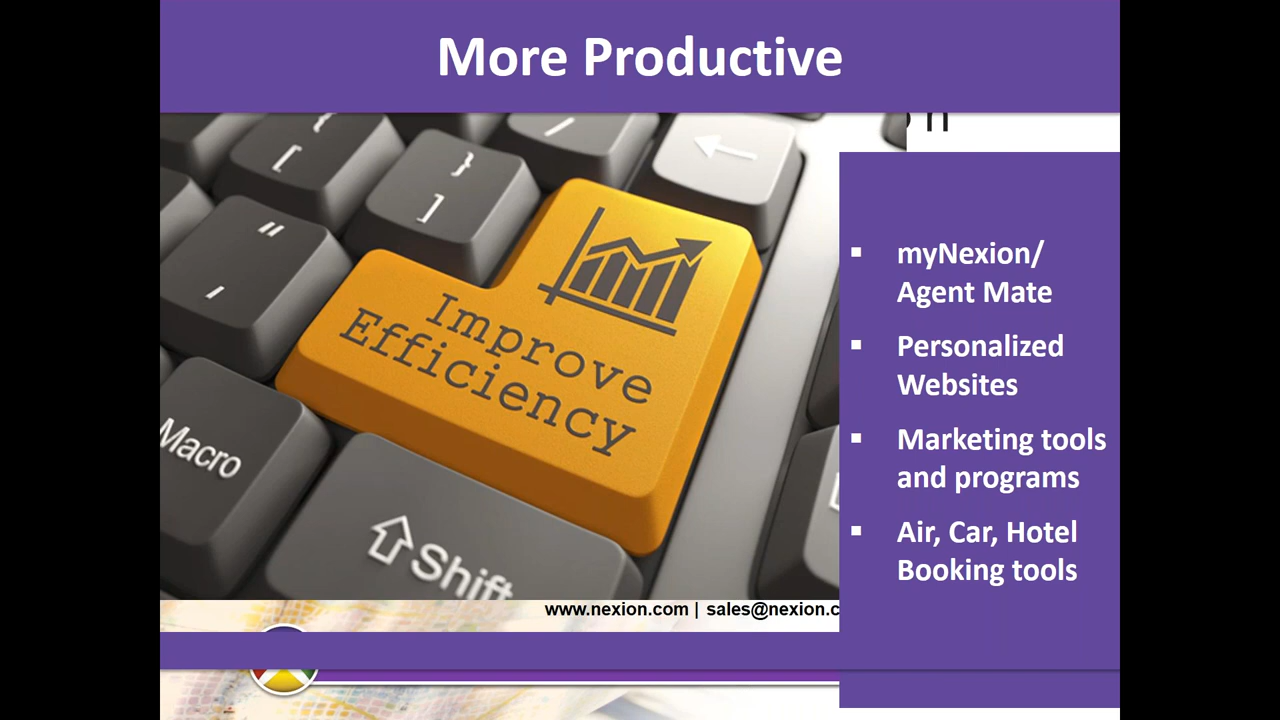 More Productive
n
{
[
}
]
"
,
/
Improve
Efficiency
Macro
Shift
▪ myNexion/
Agent Mate
▪ Personalized
Websites
▪ Marketing tools
and programs
▪ Air, Car, Hotel
Booking tools
www.nexion.com | sales@nexion.c